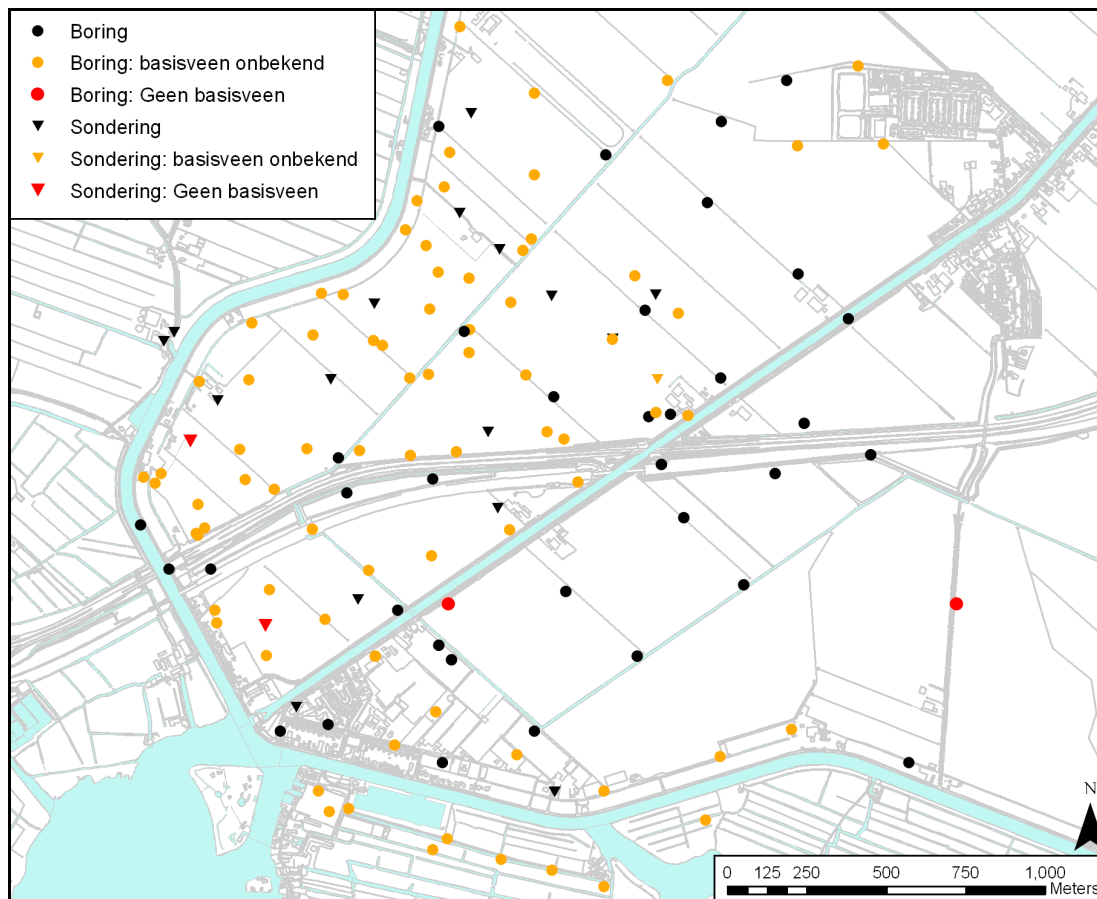 Boring
Boring: basisveen onbekend
Boring: Geen basisveen
Sondering
Sondering: basisveen onbekend
Sondering: Geen basisveen
N
0 125 250 500 750 1,000
Meters